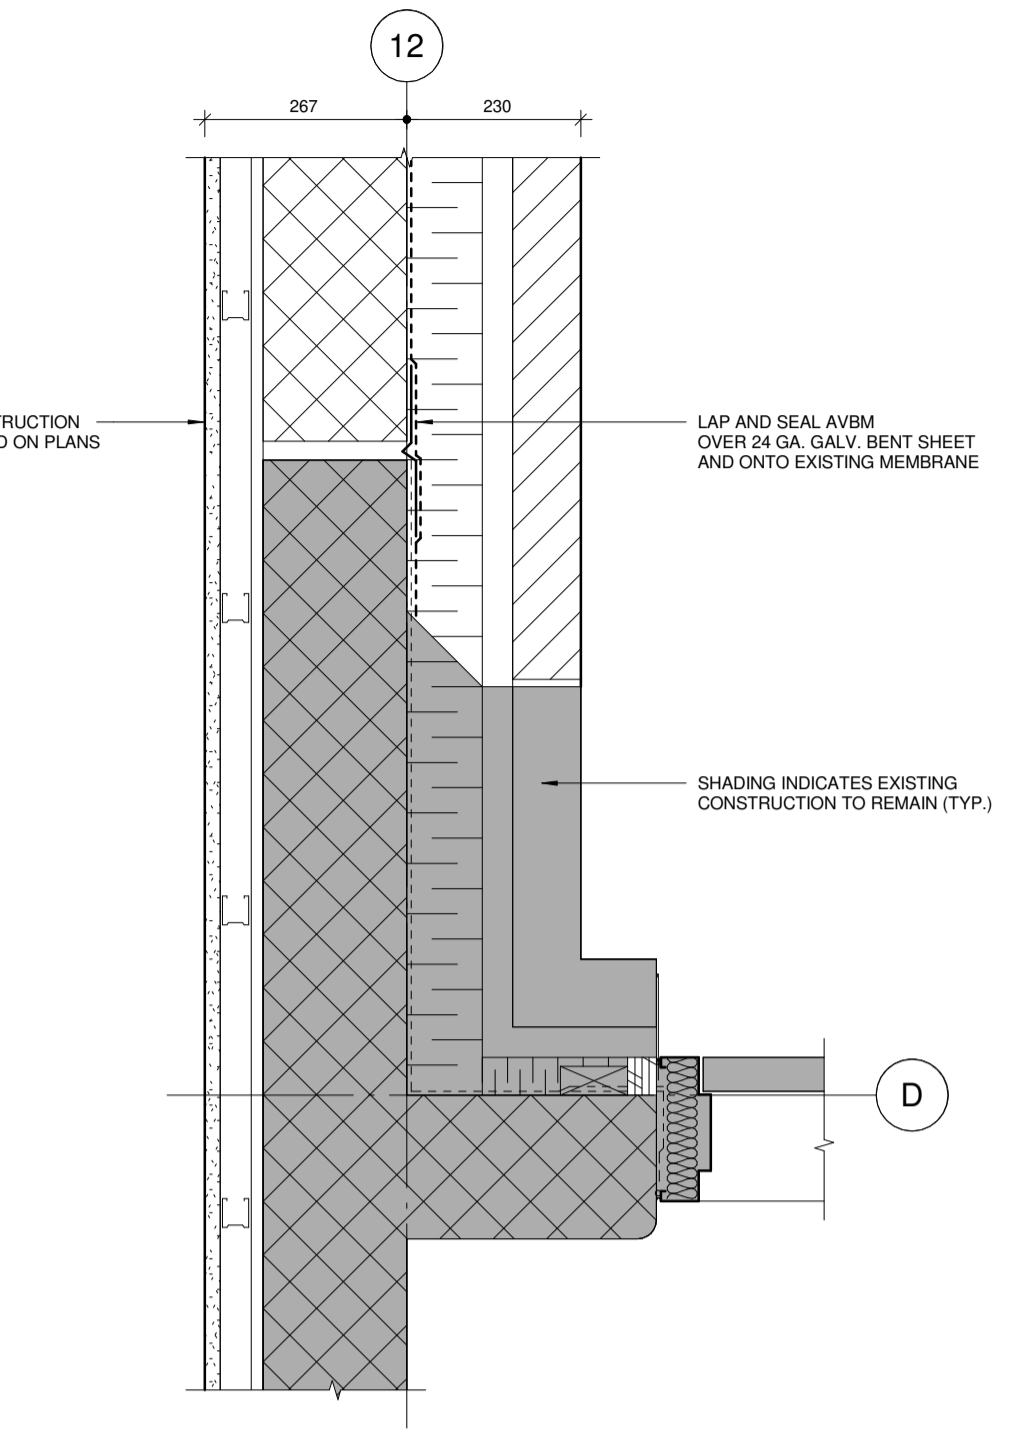 12
267
230
TRUCTION
D ON PLANS
LAP AND SEAL AVBM
OVER 24 GA. GALV. BENT SHEET
AND ONTO EXISTING MEMBRANE
SHADING INDICATES EXISTING
CONSTRUCTION TO REMAIN (TYP.)
D